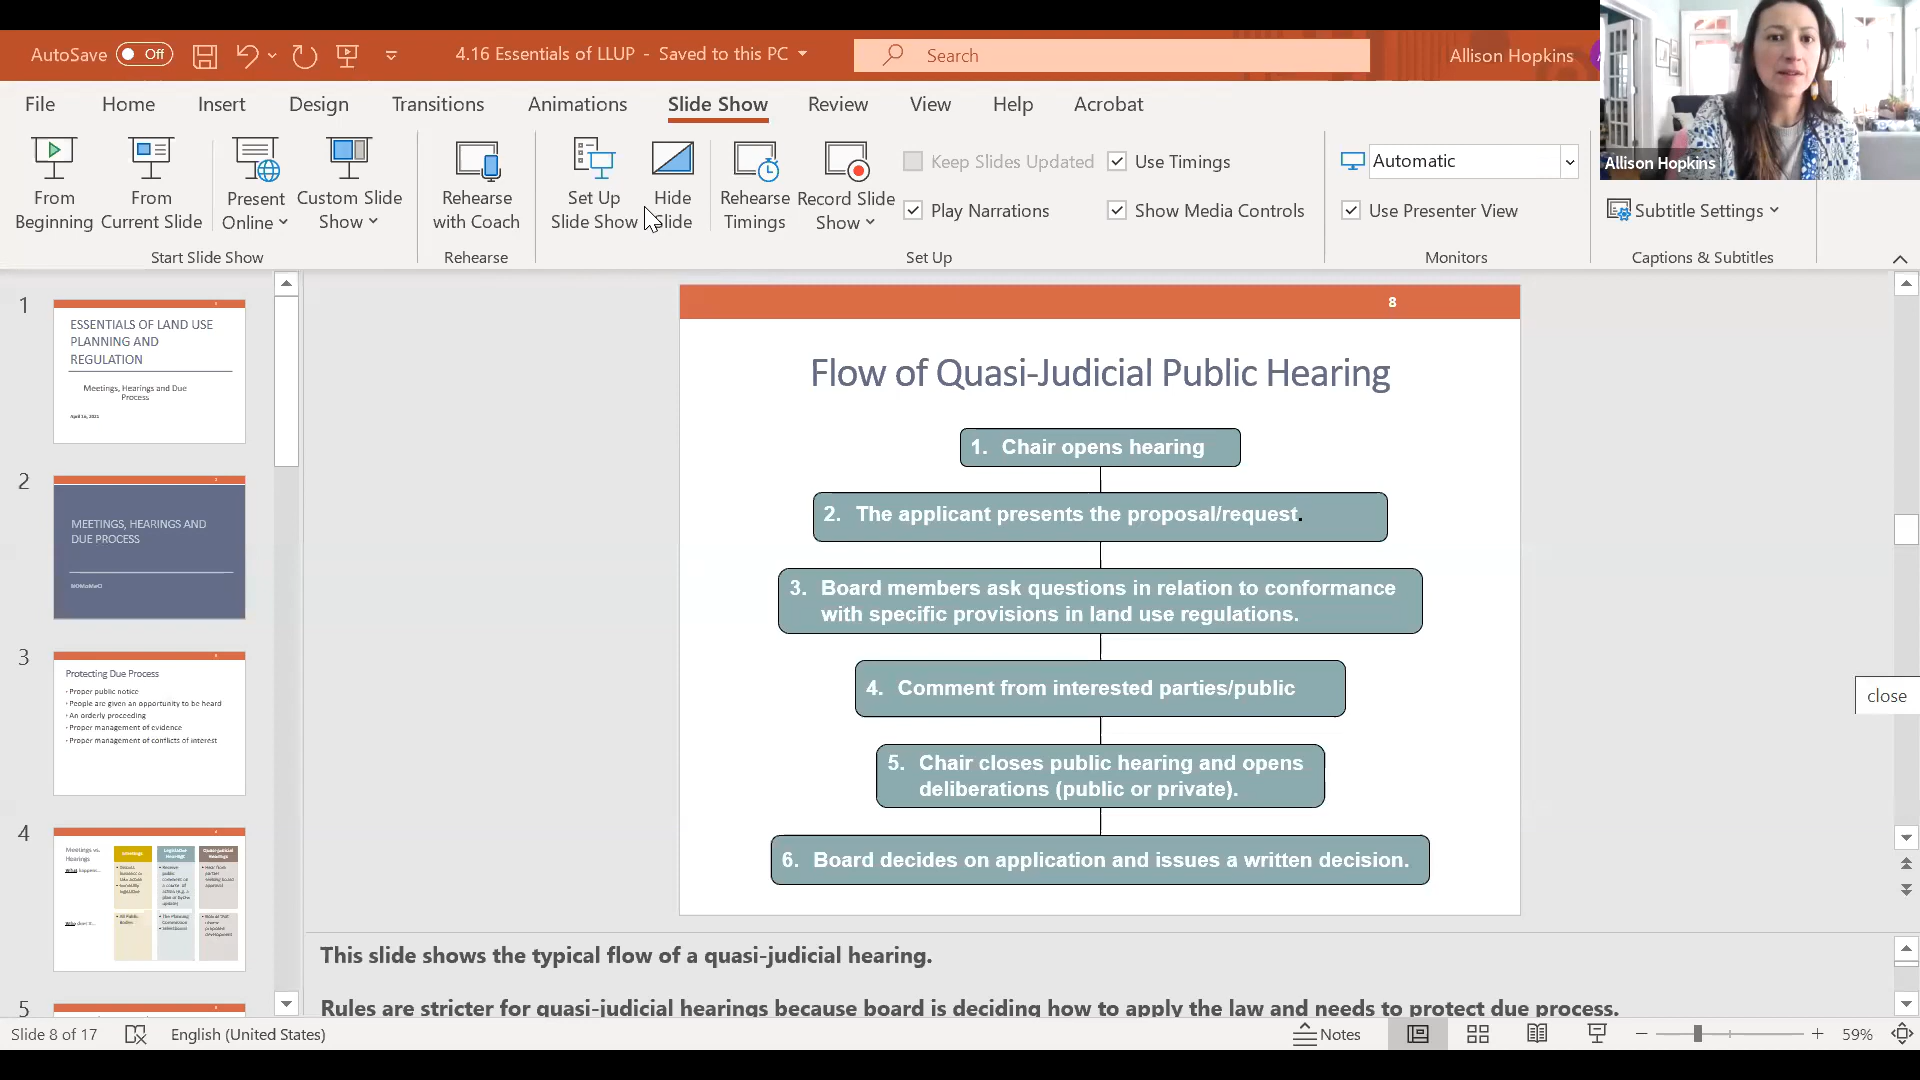 AutoSave Off
4.16 Essentials of LLUP - Saved to this PC
Search
Allison Hopkins
File Home Insert Design Transitions Animations Slide Show Review View Help Acrobat
From Beginning
From Current Slide
Present Online
Custom Slide Show
Rehearse with Coach
Set Up Slide Show
Hide Slide
Rehearse Timings
Record Slide Show
Keep Slides Updated
Use Timings
Play Narrations
Show Media Controls
Automatic
Use Presenter View
Subtitle Settings
Allison Hopkins
Start Slide Show
Rehearse
Set Up
Monitors
Captions & Subtitles
1
ESSENTIALS OF LAND USE
PLANNING AND
REGULATION
Meetings, Hearings and Due
Process
April 16, 2021
2
MEETINGS, HEARINGS AND
DUE PROCESS
3
Protecting Due Process
• Proper public notice
• People are given an opportunity to be heard
• An orderly proceeding
• Proper management of evidence
• Proper management of conflicts of interest
4
Meetings vs.
Hearings
What happens...
Who does it...
5
8
Flow of Quasi-Judicial Public Hearing
1. Chair opens hearing
2. The applicant presents the proposal/request.
3. Board members ask questions in relation to conformance
with specific provisions in land use regulations.
4. Comment from interested parties/public
5. Chair closes public hearing and opens
deliberations (public or private).
6. Board decides on application and issues a written decision.
close
This slide shows the typical flow of a quasi-judicial hearing.
Rules are stricter for quasi-judicial hearings because board is deciding how to apply the law and needs to protect due process.
Slide 8 of 17
English (United States)
Notes
59%